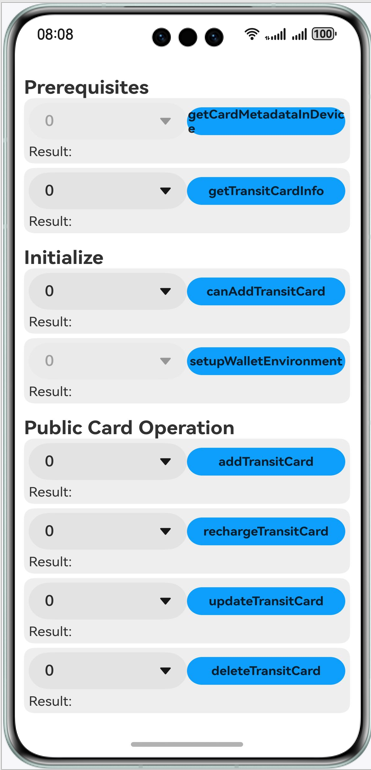 08:08 100
Prerequisites
0 getCardMetadataInDevic
e
Result:
0 getTransitCardInfo
Result:
Initialize
0 canAddTransitCard
Result:
0 setupWalletEnvironment
Result:
Public Card Operation
0 addTransitCard
Result:
0 rechargeTransitCard
Result:
0 updateTransitCard
Result:
0 deleteTransitCard
Result: